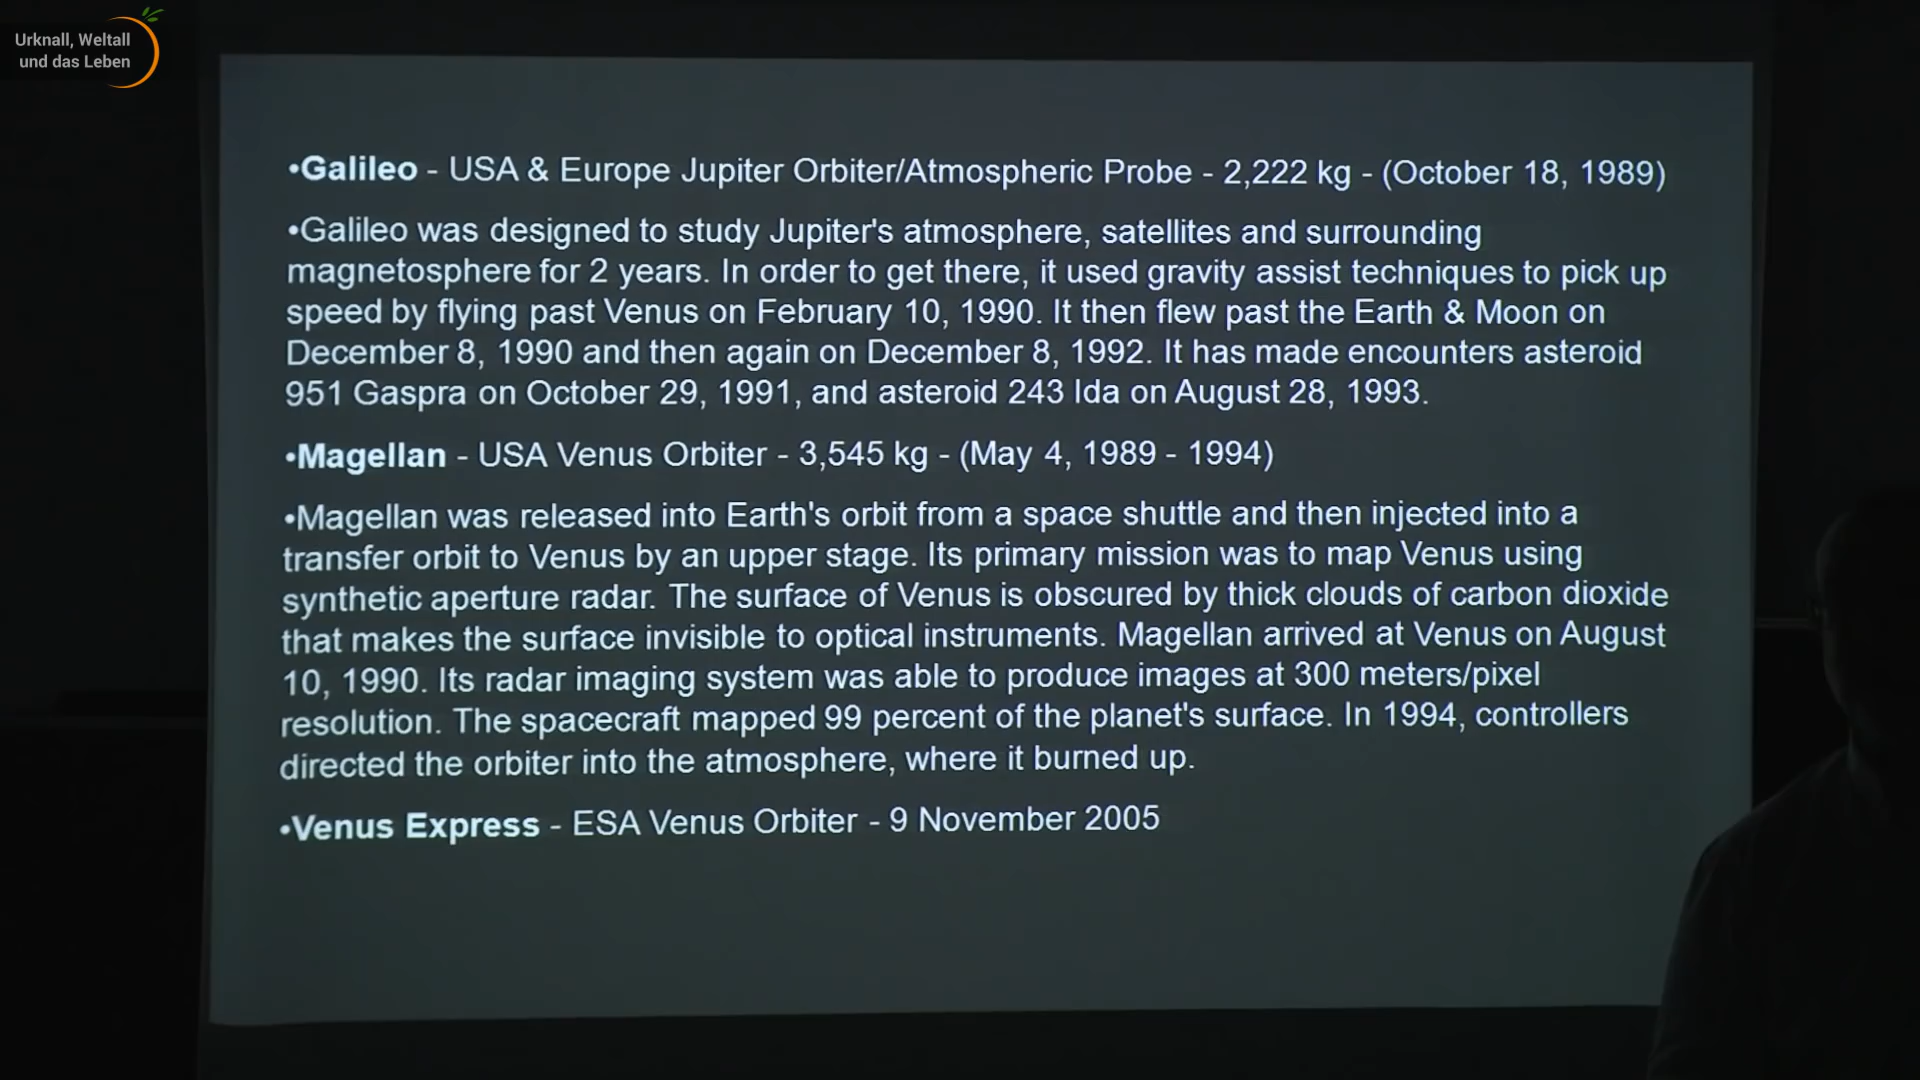 Urknall, Weltall
und das Leben
•Galileo - USA & Europe Jupiter Orbiter/Atmospheric Probe - 2,222 kg - (October 18, 1989)
•Galileo was designed to study Jupiter's atmosphere, satellites and surrounding
magnetosphere for 2 years. In order to get there, it used gravity assist techniques to pick up
speed by flying past Venus on February 10, 1990. It then flew past the Earth & Moon on
December 8, 1990 and then again on December 8, 1992. It has made encounters asteroid
951 Gaspra on October 29, 1991, and asteroid 243 Ida on August 28, 1993.
•Magellan - USA Venus Orbiter - 3,545 kg - (May 4, 1989 - 1994)
•Magellan was released into Earth's orbit from a space shuttle and then injected into a
transfer orbit to Venus by an upper stage. Its primary mission was to map Venus using
synthetic aperture radar. The surface of Venus is obscured by thick clouds of carbon dioxide
that makes the surface invisible to optical instruments. Magellan arrived at Venus on August
10, 1990. Its radar imaging system was able to produce images at 300 meters/pixel
resolution. The spacecraft mapped 99 percent of the planet's surface. In 1994, controllers
directed the orbiter into the atmosphere, where it burned up.
•Venus Express - ESA Venus Orbiter - 9 November 2005